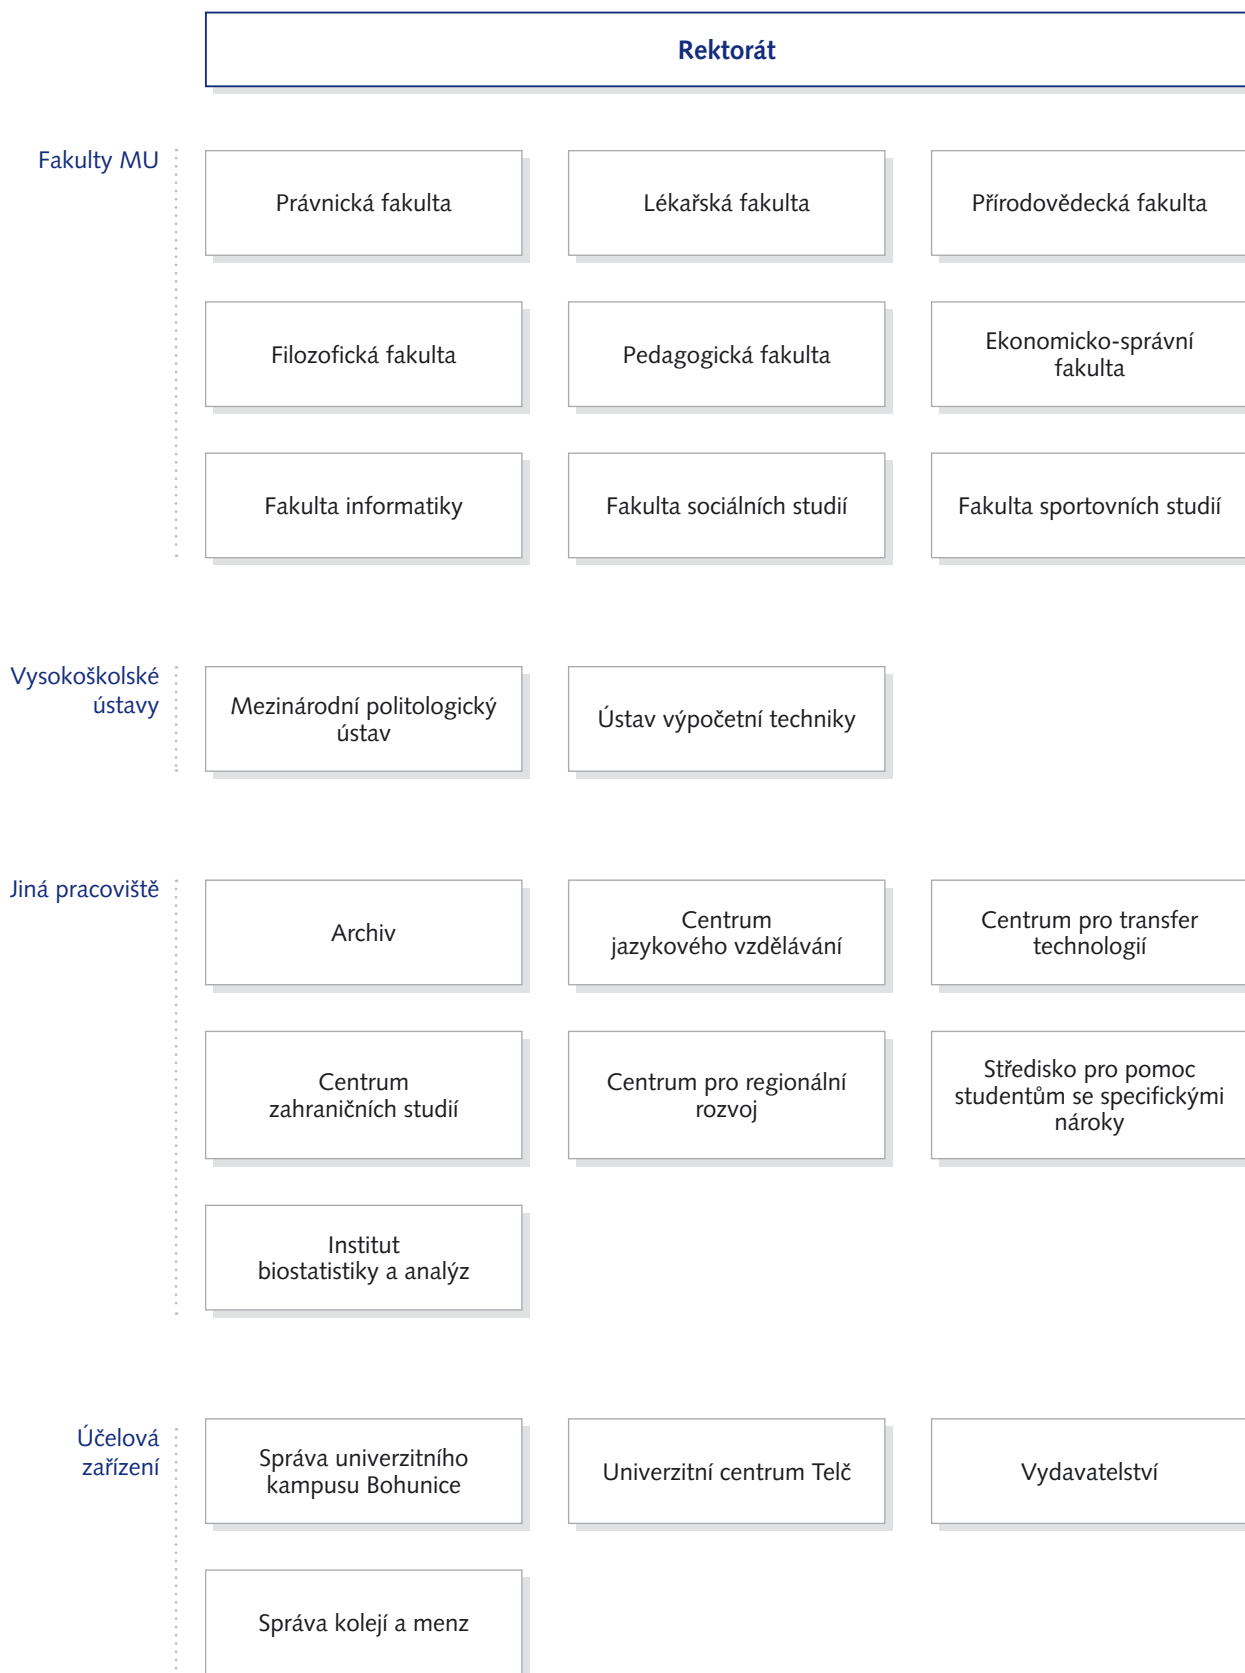 Rektorát
Fakulty MU
Právnická fakulta
Lékařská fakulta
Přírodovědecká fakulta
Filozofická fakulta
Pedagogická fakulta
Ekonomicko-správní
fakulta
Fakulta informatiky
Fakulta sociálních studií
Fakulta sportovních studií
Vysokoškolské
ústavy
Mezinárodní politologický
ústav
Ústav výpočetní techniky
Jiná pracoviště
Archiv
Centrum
jazykového vzdělávání
Centrum pro transfer
technologií
Centrum
zahraničních studií
Centrum pro regionální
rozvoj
Středisko pro pomoc
studentům se specifickými
nároky
Institut
biostatistiky a analýz
Účelová
zařízení
Správa univerzitního
kampusu Bohunice
Univerzitní centrum Telč
Vydavatelství
Správa kolejí a menz